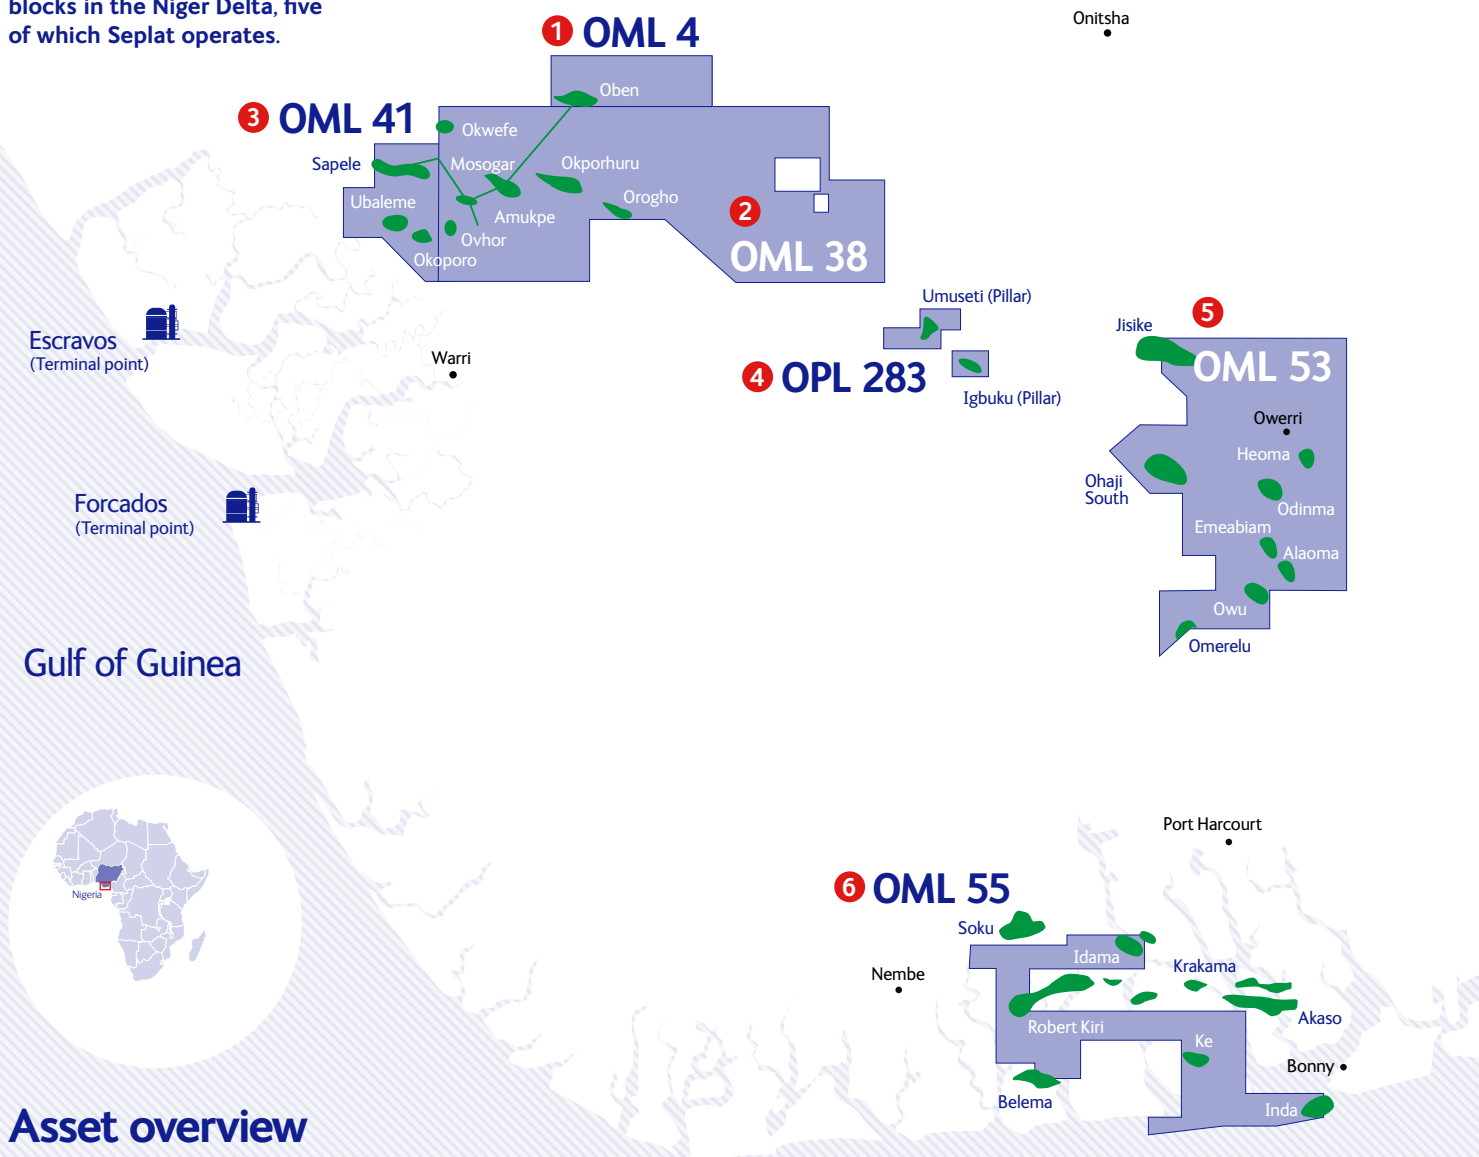 blocks in the Niger Delta, five
of which Seplat operates.
Onitsha
1 OML 4
Oben
3 OML 41
Okwefe
Sapele
Mosogar
Okporhuru
Ubaleme
Orogho
Amukpe
2
OML 38
Ovhor
Okoporo
Umuseti (Pillar)
5
Jisike
OML 53
Escravos
(Terminal point)
Warri
4 OPL 283
Igbuku (Pillar)
Owerri
Heoma
Ohaji
South
Odinma
Emeabiam
Alaoma
Forcados
(Terminal point)
Owu
Omerelu
Gulf of Guinea
Port Harcourt
Nigeria
6 OML 55
Soku
Idama
Krakama
Nembe
Akaso
Robert Kiri
Ke
Bonny
Belema
Inda
Asset overview